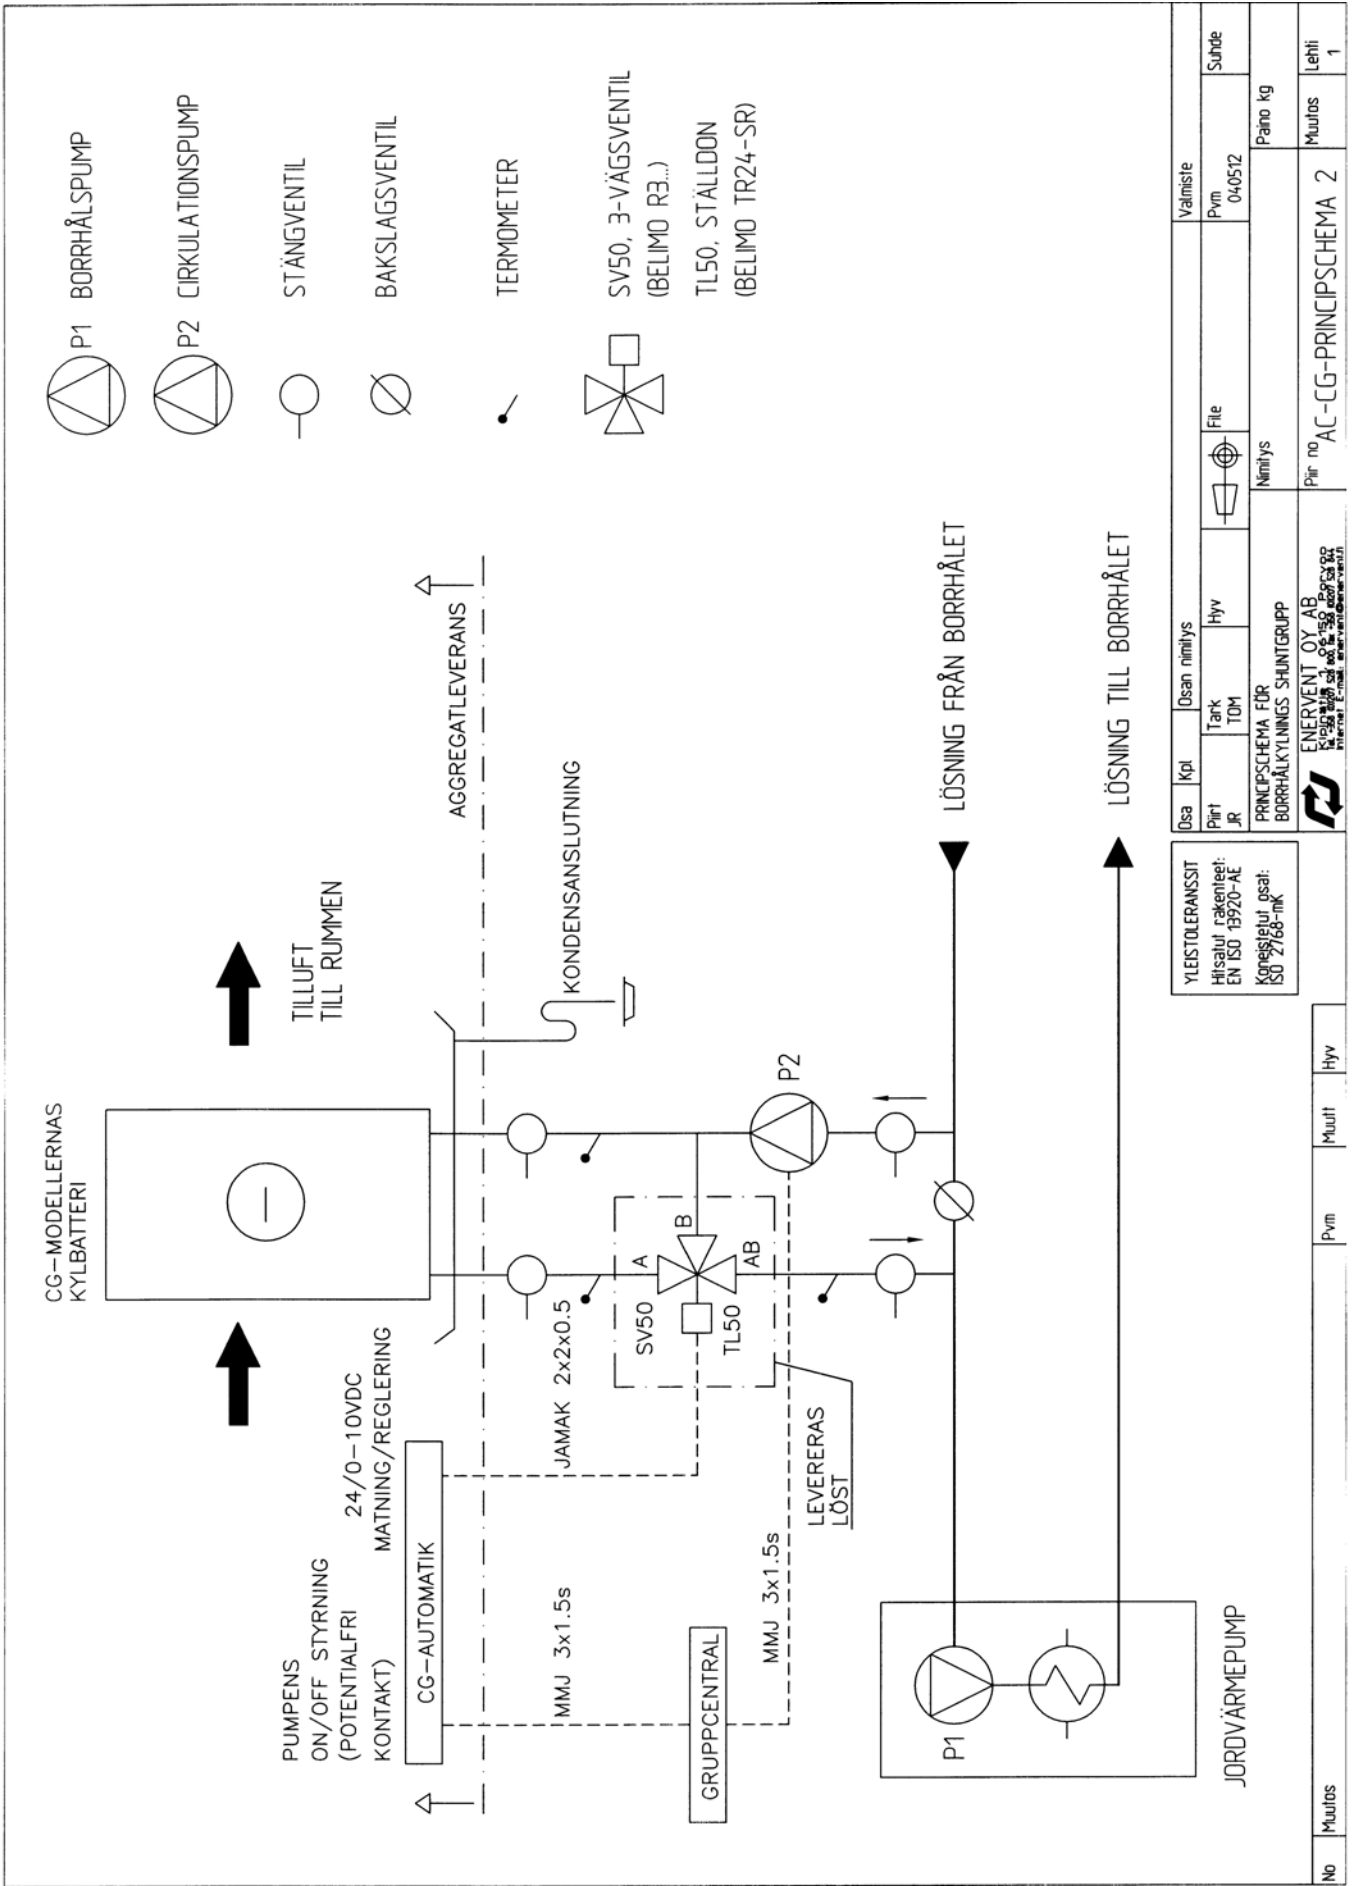 CG-MODELLERNAS
KYLBATTERI
TILLUFT
TILL RUMMEN
PUMPENS
ON/OFF STYRNING
(POTENTIALFRI
KONTAKT)
24/0-10VDC
MATNING/REGLERING
CG-AUTOMATIK
AGGREGATLEVERANS
KONDENSANSLUTNING
JAMAK 2x2x0.5
MMJ 3x1.5s
SV50
A
B
AB
TL50
P2
GRUPPCENTRAL
MMJ 3x1.5s
LEVERERAS
LÖST
LÖSNING FRÅN BORRHÅLET
LÖSNING TILL BORRHÅLET
P1
JORDVÄRMEPUMP
P1 BORRHÅLSPUMP
P2 CIRKULATIONSPUMP
STÄNGVENTIL
BAKSLAGSVENTIL
TERMOMETER
SV50, 3-VÄGSVENTIL
(BELIMO R3...)
TL50, STÄLLDON
(BELIMO TR24-SR)
YLEISTOLERANSSIT
Hitsatut rakenteet:
EN ISO 13920-AE
Koneistetut osat:
ISO 2768-mK
Osa Kpl Osan nimitys Valmiste
Piirt Tark Hyv File Pvm Suhde
JR TOM 040512
PRINCIPSCHEMA FÖR
BORRHÅLKYLNINGS SHUNTGRUPP
Nimitys Paino kg
ENERVENT OY AB
Piir no AC-CG-PRINCIPSCHEMA 2
Muutos Lehti
1
No Muutos Pvm Muutt Hyv